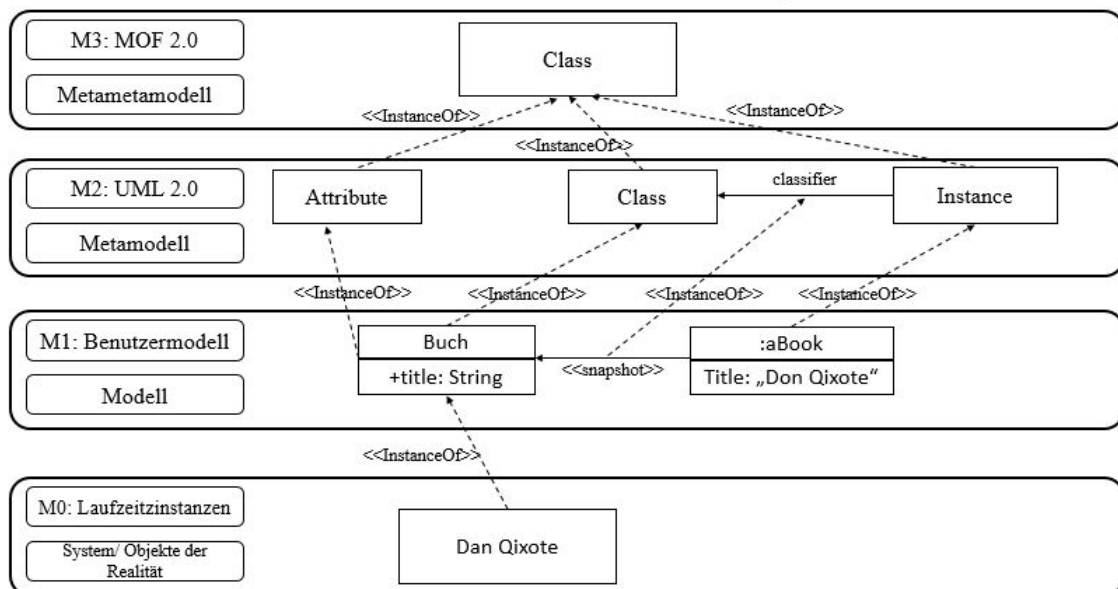 M3: MOF 2.0
Metametamodell
Class
<<InstanceOf>>
<<InstanceOf>>
<<InstanceOf>>
M2: UML 2.0
Metamodell
Attribute
Class
classifier
Instance
<<InstanceOf>>
<<InstanceOf>>
<<InstanceOf>>
<<InstanceOf>>
M1: Benutzermodell
Modell
Buch
+title: String
<<snapshot>>
:aBook
Title: „Don Qixote“
<<InstanceOf>>
M0: Laufzeitzinstanzen
System/ Objekte der
Realität
Dan Qixote